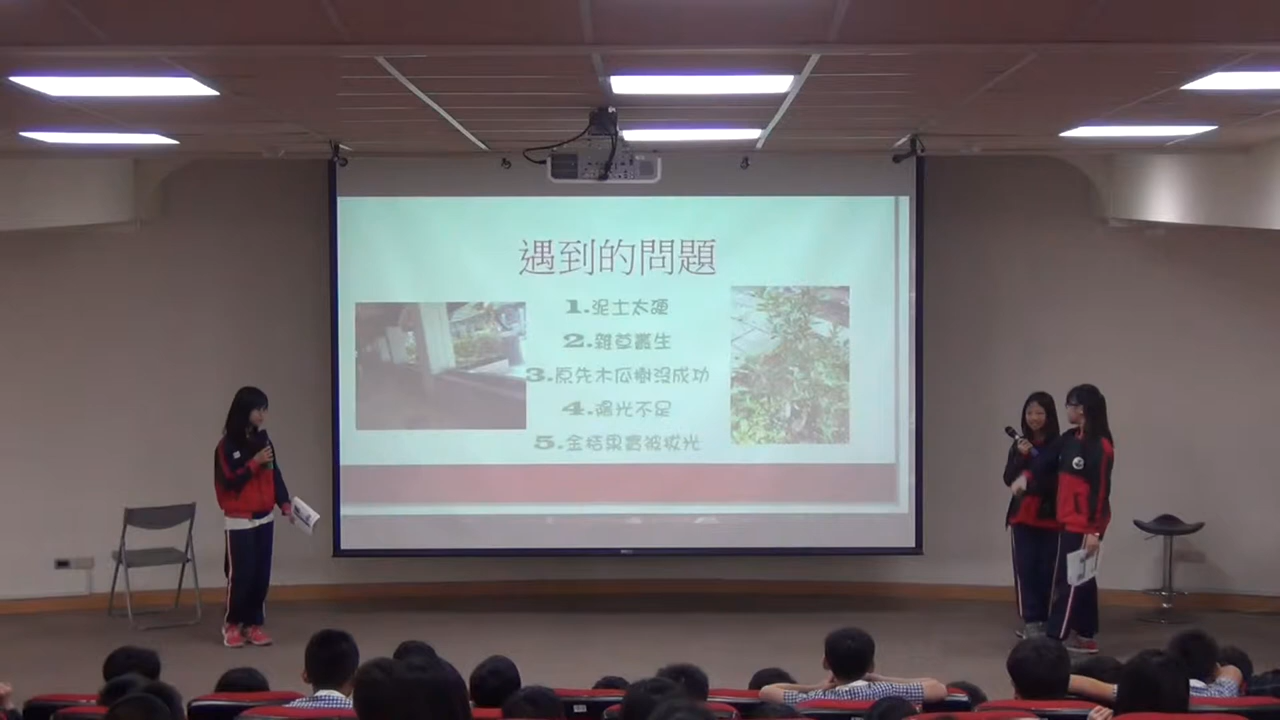 遇到的問題
1.泥土太硬
2.雜草叢生
3.原先木瓜樹沒成功
4.陽光不足
5.金桔果實被拔光